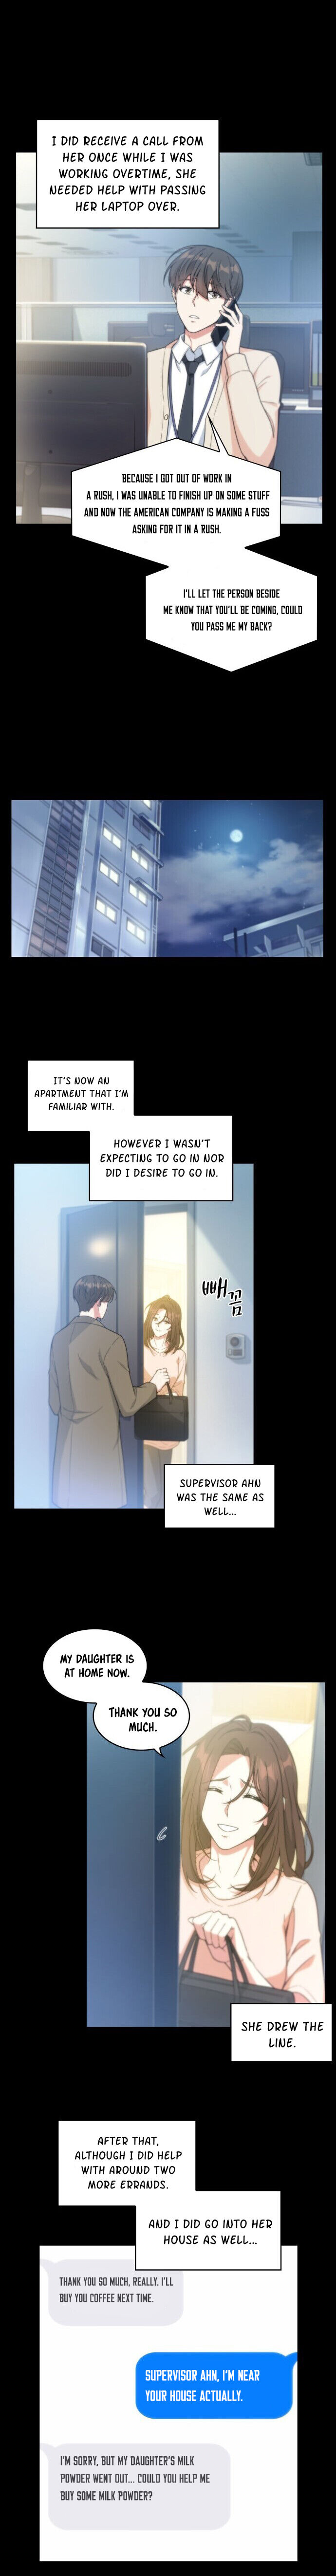 I DID RECEIVE A CALL FROM
HER ONCE WHILE I WAS
WORKING OVERTIME, SHE
NEEDED HELP WITH PASSING
HER LAPTOP OVER.
BECAUSE I GOT OUT OF WORK IN
A RUSH, I WAS UNABLE TO FINISH UP ON SOME STUFF
AND NOW THE AMERICAN COMPANY IS MAKING A FUSS
ASKING FOR IT IN A RUSH.
I'LL LET THE PERSON BESIDE
ME KNOW THAT YOU'LL BE COMING, COULD
YOU PASS ME MY BACK?
IT'S NOW AN
APARTMENT THAT I'M
FAMILIAR WITH.
HOWEVER I WASN'T
EXPECTING TO GO IN NOR
DID I DESIRE TO GO IN.
빼꼼
SUPERVISOR AHN
WAS THE SAME AS
WELL...
MY DAUGHTER IS
AT HOME NOW.
THANK YOU SO
MUCH.
SHE DREW THE
LINE.
AFTER THAT,
ALTHOUGH I DID HELP
WITH AROUND TWO
MORE ERRANDS.
AND I DID GO INTO HER
HOUSE AS WELL...
THANK YOU SO MUCH, REALLY. I'LL
BUY YOU COFFEE NEXT TIME.
SUPERVISOR AHN, I'M NEAR
YOUR HOUSE ACTUALLY.
I'M SORRY, BUT MY DAUGHTER'S MILK
POWDER WENT OUT... COULD YOU HELP ME
BUY SOME MILK POWDER?